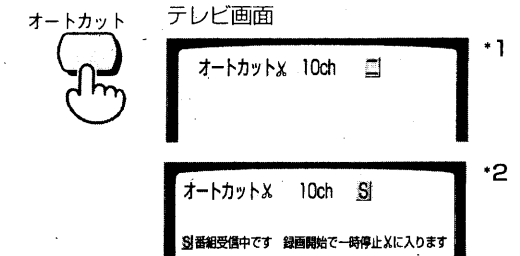 オートカット
テレビ画面
オートカット 10ch
*1
オートカット 10ch S
*2
S番組受信中です 録画開始で一時停止に入ります